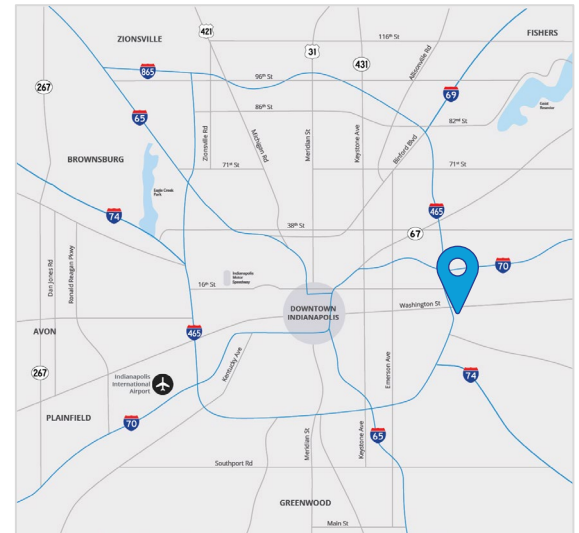 421
116th St
FISHERS
ZIONSVILLE
31
431
Allisonville Rd
865
96th St
267
69
65
86th St
82nd St
Geist
Reservoir
Zionsville Rd
Michigan Rd
Meridian St
Keystone Ave
Binford Blvd
BROWNSBURG
71st St
71st St
Eagle Creek
Park
465
74
38th St
67
Dan Jones Rd
Ronald Reagan Pkwy
Indianapolis
Motor
Speedway
70
16th St
Washington St
DOWNTOWN
INDIANAPOLIS
AVON
465
Kentucky Ave
Emerson Ave
267
Indianapolis
International
Airport
74
PLAINFIELD
70
Meridian St
Keystone Ave
65
Southport Rd
GREENWOOD
Main St